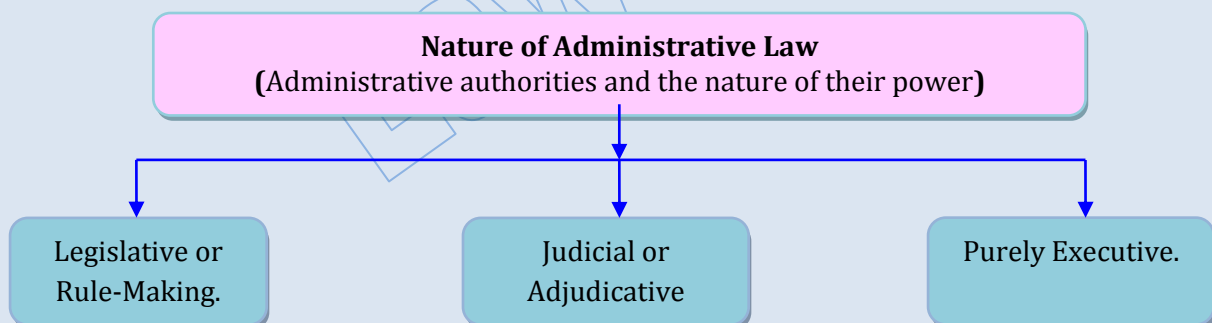 Nature of Administrative Law
(Administrative authorities and the nature of their power)
Legislative or
Rule-Making.
Judicial or
Adjudicative
Purely Executive.